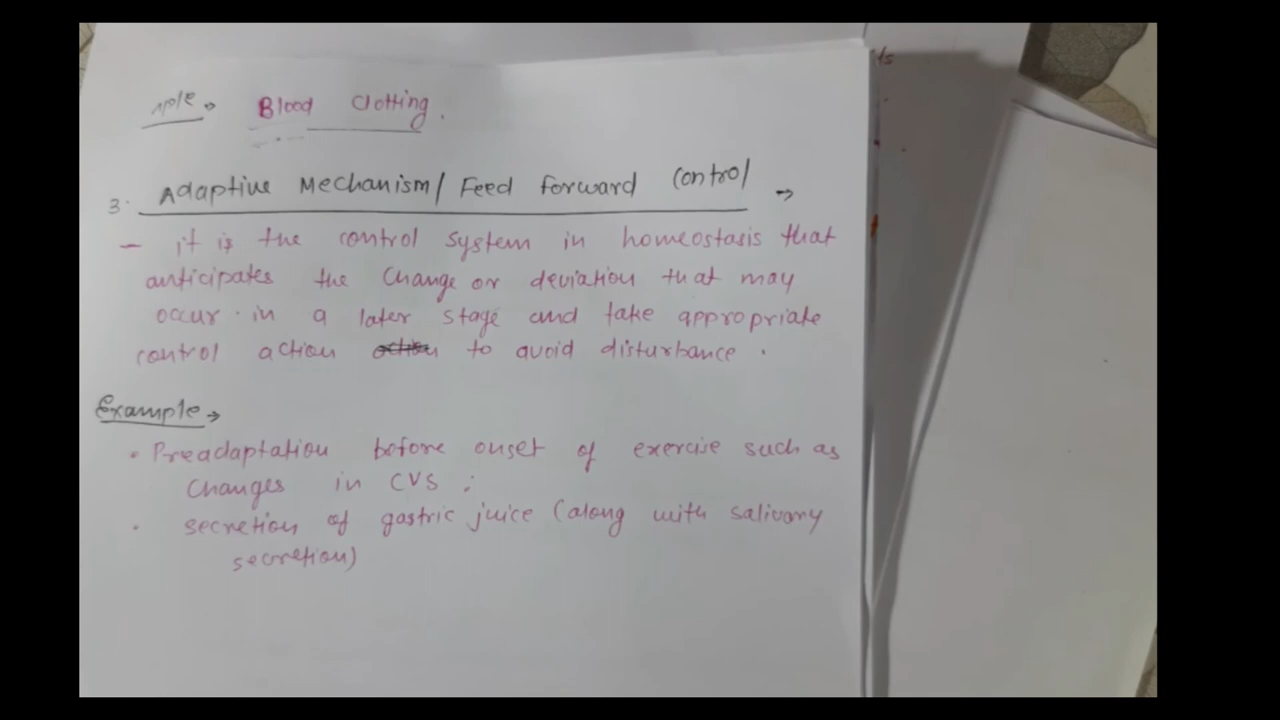 mple →  Blood Clotting.
3. Adaptive Mechanism/ Feed forward Control →
- it is the control system in homeostasis that
anticipates the change or deviation that may
occur in a later stage and take appropriate
control action action to avoid disturbance.
Example →
• Preadaptation before onset of exercise such as
changes in CVS ;
• secretion of gastric juice (along with salivary
secretion)